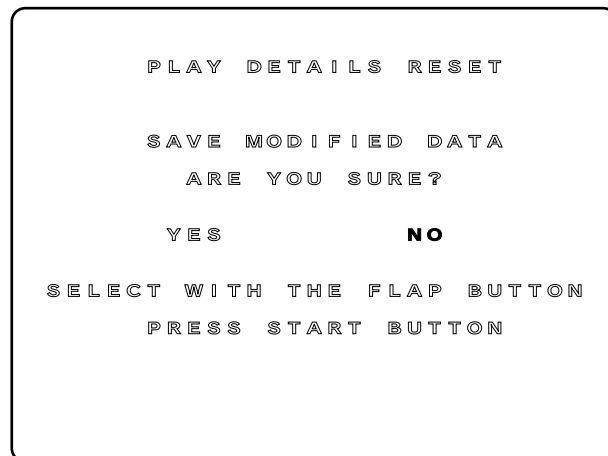 PLAY DETAILS RESET
SAVE MODIFIED DATA
ARE YOU SURE?
YES NO
SELECT WITH THE FLAP BUTTON
PRESS START BUTTON